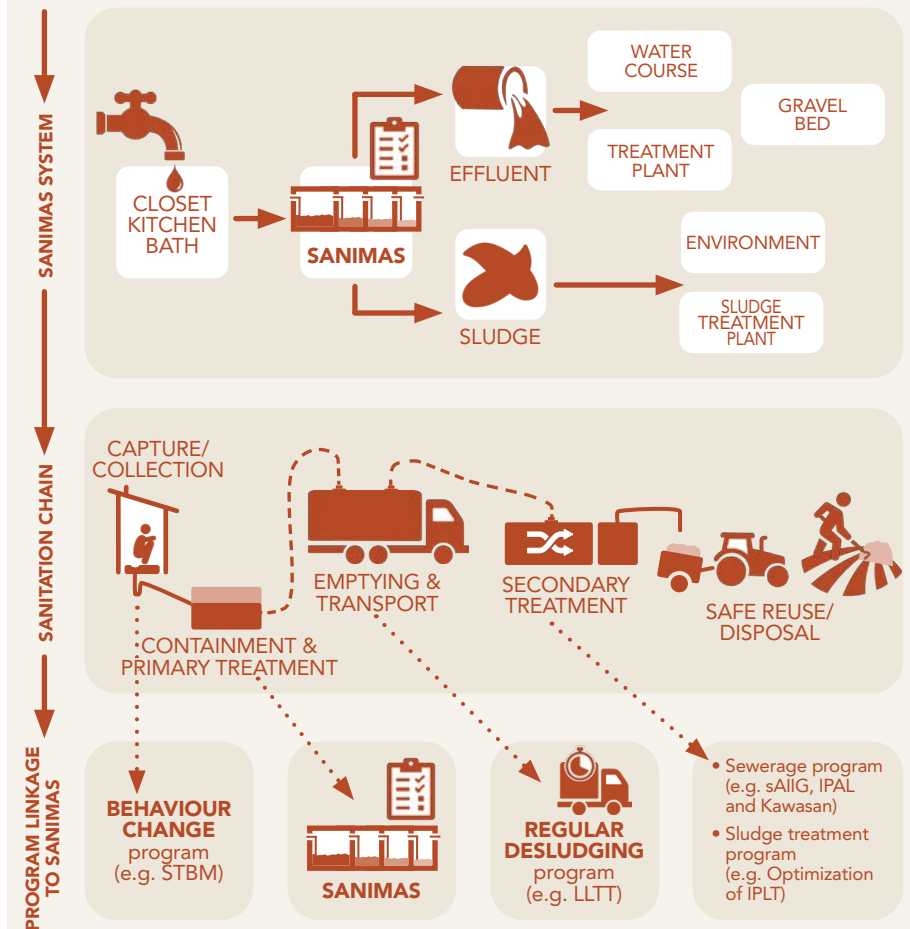 SANIMAS SYSTEM
CLOSET
KITCHEN
BATH
SANIMAS
EFFLUENT
WATER
COURSE
GRAVEL
BED
TREATMENT
PLANT
SLUDGE
ENVIRONMENT
SLUDGE
TREATMENT
PLANT
SANITATION CHAIN
CAPTURE/
COLLECTION
CONTAINMENT &
PRIMARY TREATMENT
EMPTYING &
TRANSPORT
SECONDARY
TREATMENT
SAFE REUSE/
DISPOSAL
PROGRAM LINKAGE
TO SANIMAS
BEHAVIOUR
CHANGE
program
(e.g. STBM)
SANIMAS
REGULAR
DESLUDGING
program
(e.g. LLTT)
• Sewerage program
(e.g. sAIIG, IPAL
and Kawasan)
• Sludge treatment
program
(e.g. Optimization
of IPLT)